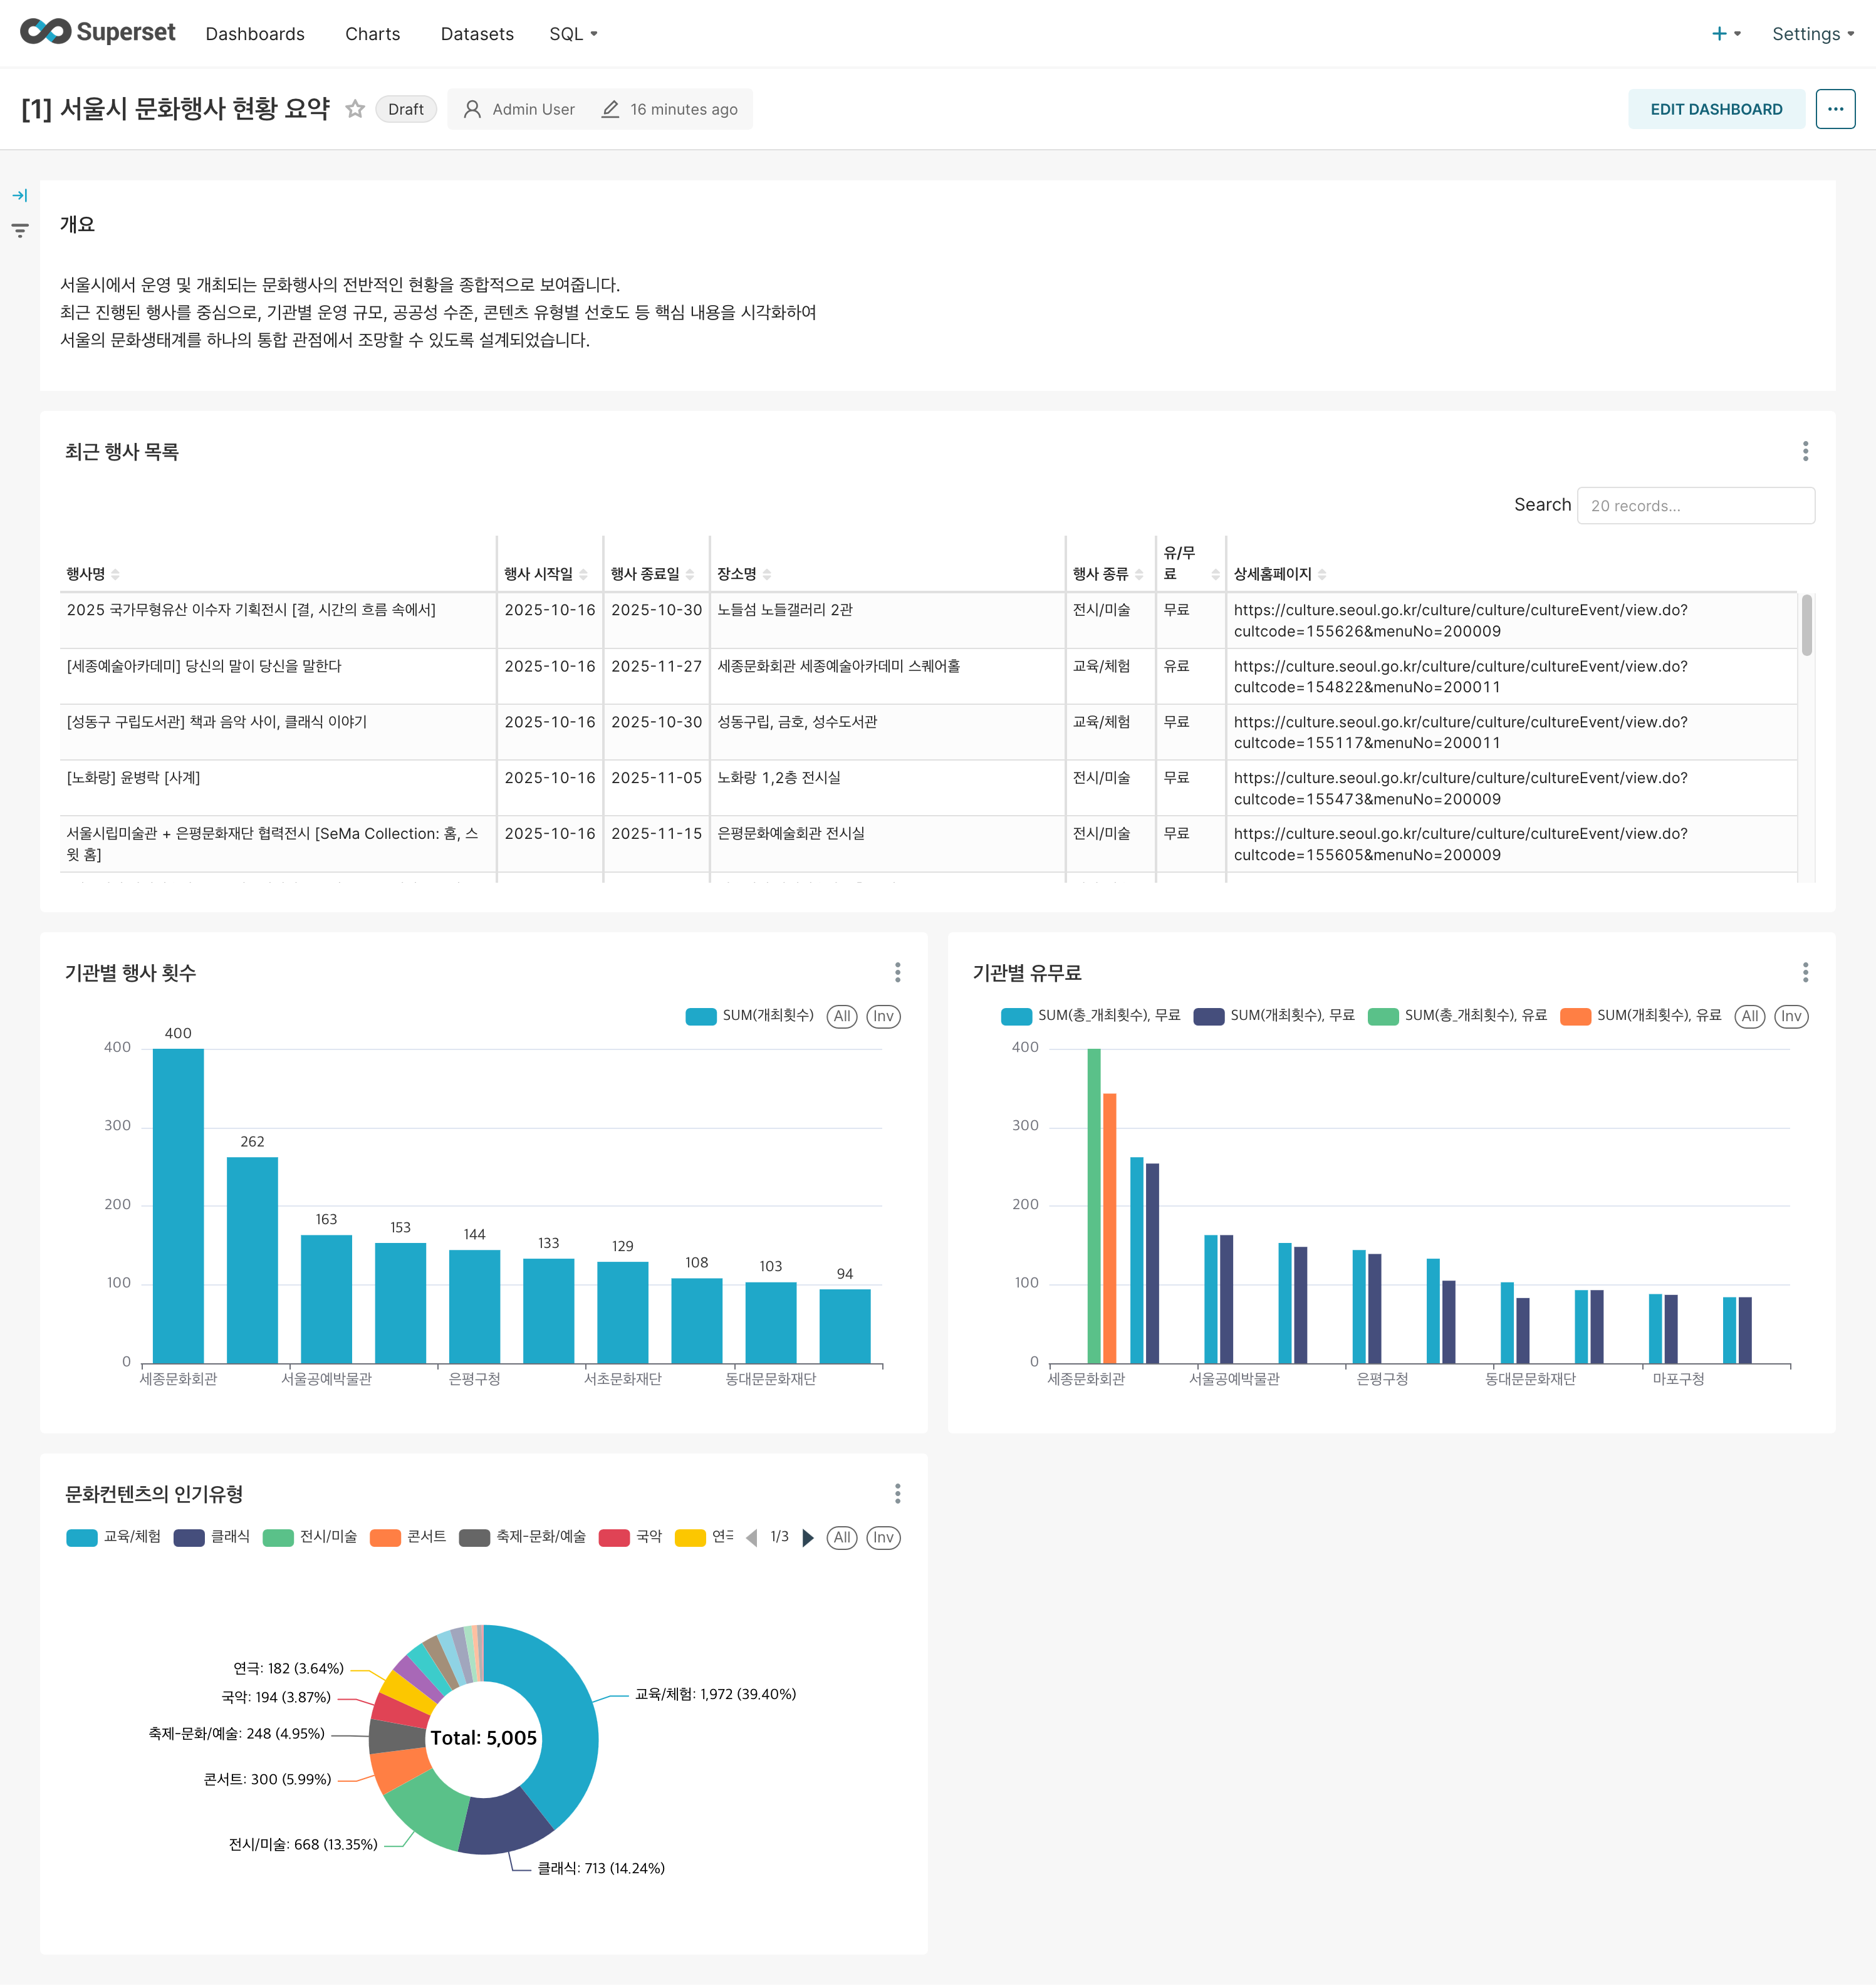 Superset Dashboards Charts Datasets SQL + Settings
[1] 서울시 문화행사 현황 요약 Draft Admin User 16 minutes ago EDIT DASHBOARD ...
개요
서울시에서 운영 및 개최되는 문화행사의 전반적인 현황을 종합적으로 보여줍니다.
최근 진행된 행사를 중심으로, 기관별 운영 규모, 공공성 수준, 콘텐츠 유형별 선호도 등 핵심 내용을 시각화하여
서울의 문화생태계를 하나의 통합 관점에서 조망할 수 있도록 설계되었습니다.
최근 행사 목록
Search 20 records...
행사명 행사 시작일 행사 종료일 장소명 행사 종류 유/무료 상세홈페이지
2025 국가무형유산 이수자 기획전시 [결, 시간의 흐름 속에서] 2025-10-16 2025-10-30 노들섬 노들갤러리 2관 전시/미술 무료 https://culture.seoul.go.kr/culture/culture/cultureEvent/view.do?
cultcode=155626&menuNo=200009
[세종예술아카데미] 당신의 말이 당신을 말한다 2025-10-16 2025-11-27 세종문화회관 세종예술아카데미 스퀘어홀 교육/체험 유료 https://culture.seoul.go.kr/culture/culture/cultureEvent/view.do?
cultcode=154822&menuNo=200011
[성동구 구립도서관] 책과 음악 사이, 클래식 이야기 2025-10-16 2025-10-30 성동구립, 금호, 성수도서관 교육/체험 무료 https://culture.seoul.go.kr/culture/culture/cultureEvent/view.do?
cultcode=155117&menuNo=200011
[노화랑] 윤병락 [사계] 2025-10-16 2025-11-05 노화랑 1,2층 전시실 전시/미술 무료 https://culture.seoul.go.kr/culture/culture/cultureEvent/view.do?
cultcode=155473&menuNo=200009
서울시립미술관 + 은평문화재단 협력전시 [SeMa Collection: 홈, 스 2025-10-16 2025-11-15 은평문화예술회관 전시실 전시/미술 무료 https://culture.seoul.go.kr/culture/culture/cultureEvent/view.do?
윗 홈] cultcode=155605&menuNo=200009
기관별 행사 횟수
SUM(개최횟수) All Inv
400
300
200
100
0
400
262
163
153
144
133
129
108
103
94
세종문화회관 서울공예박물관 은평구청 서초문화재단 동대문문화재단
기관별 유무료
SUM(총_개최횟수), 무료 SUM(개최횟수), 무료 SUM(총_개최횟수), 유료 SUM(개최횟수), 유료 All Inv
400
300
200
100
0
세종문화회관 서울공예박물관 은평구청 동대문문화재단 마포구청
문화컨텐츠의 인기유형
교육/체험 클래식 전시/미술 콘서트 축제-문화/예술 국악 1/3 All Inv
연극: 182 (3.64%)
국악: 194 (3.87%)
교육/체험: 1,972 (39.40%)
축제-문화/예술: 248 (4.95%)
Total: 5,005
콘서트: 300 (5.99%)
전시/미술: 668 (13.35%)
클래식: 713 (14.24%)